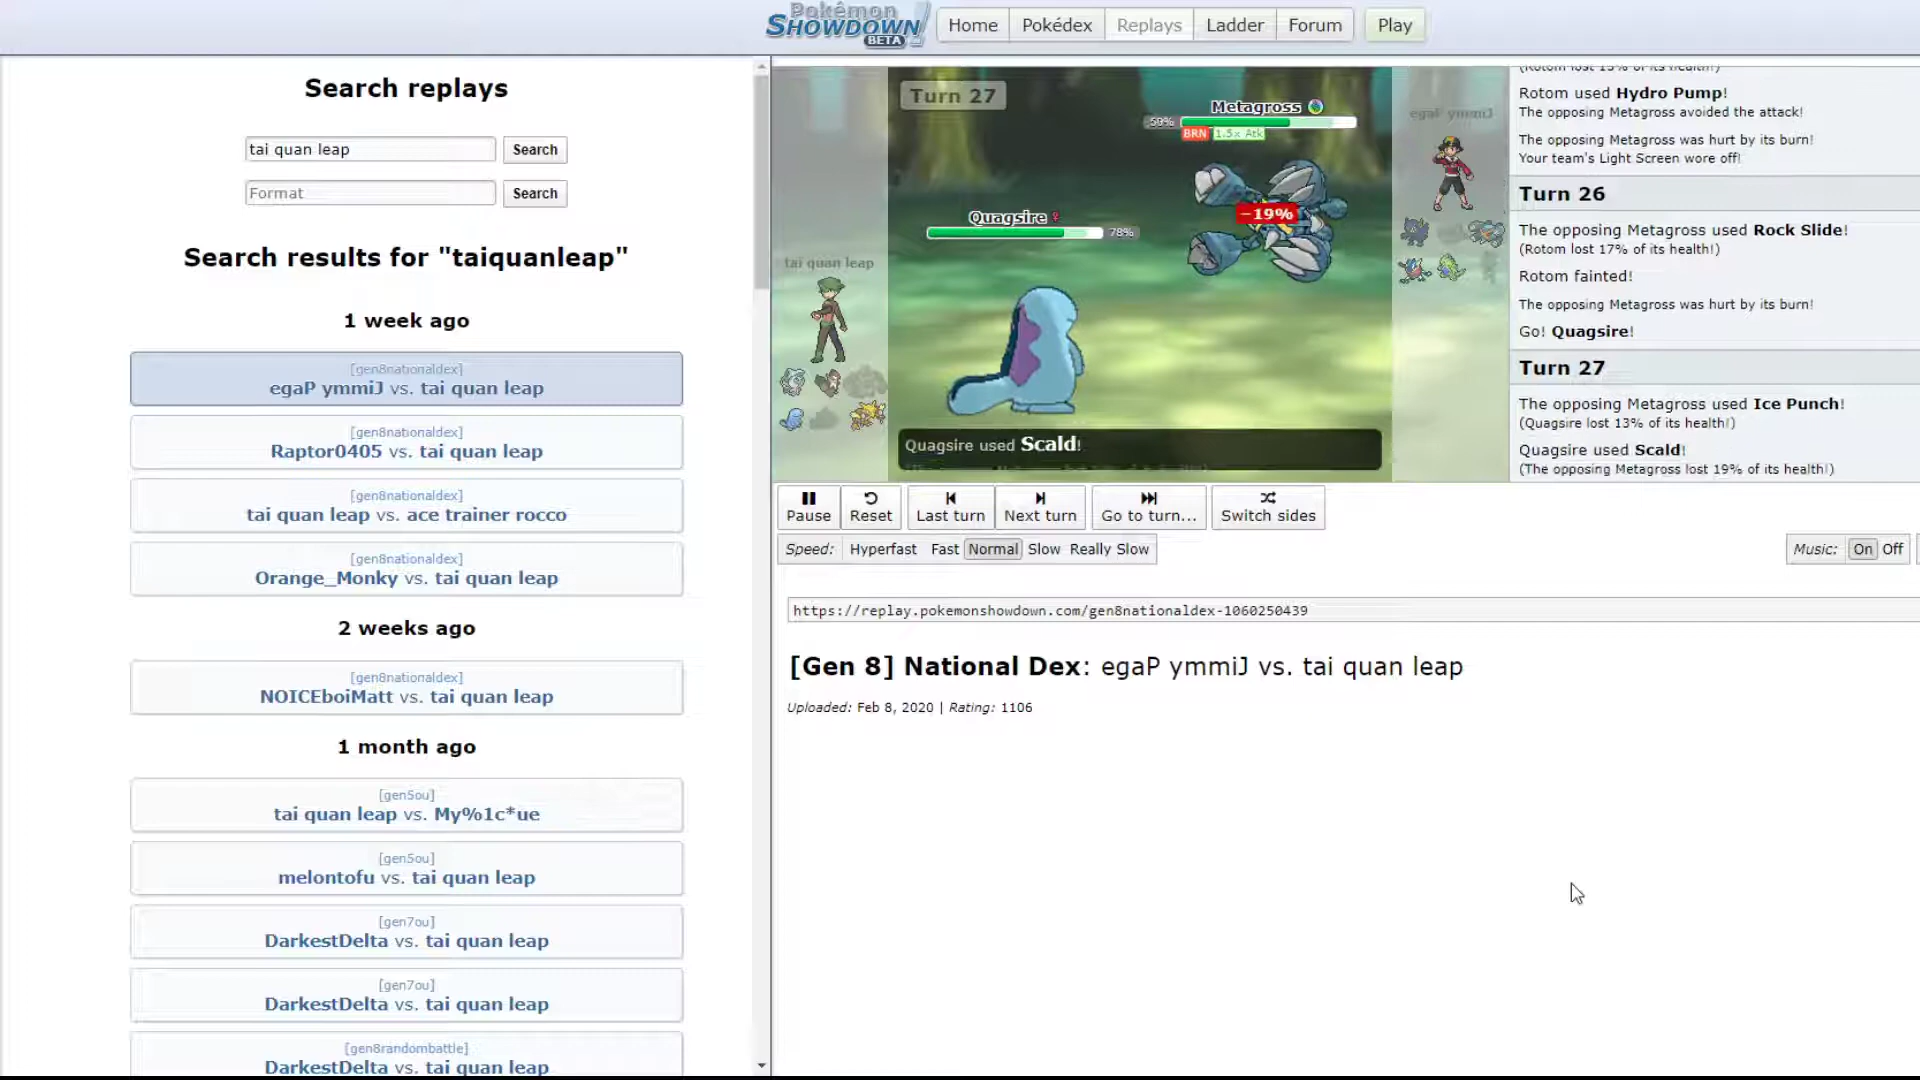 Pokémon
SHOWDOWN!
BETA
Home
Pokédex
Replays
Ladder
Forum
Play
Search replays
tai quan leap
Search
Format
Search
Search results for "taiquanleap"
1 week ago
[gen8nationaldex]
egaP ymmiJ vs. tai quan leap
[gen8nationaldex]
Raptor0405 vs. tai quan leap
[gen8nationaldex]
tai quan leap vs. ace trainer rocco
[gen8nationaldex]
Orange_Monky vs. tai quan leap
2 weeks ago
[gen8nationaldex]
NOICEboiMatt vs. tai quan leap
1 month ago
[gen5ou]
tai quan leap vs. My%1c*ue
[gen5ou]
melontofu vs. tai quan leap
[gen7ou]
DarkestDelta vs. tai quan leap
[gen7ou]
DarkestDelta vs. tai quan leap
[gen8randombattle]
DarkestDelta vs. tai quan leap
Turn 27
Metagross
59%
BRN 1.5x Atk
-19%
Quagsire
78%
tai quan leap
egaP ymmiJ
Quagsire used Scald!
(Rotom lost 15% of its health!)
Rotom used Hydro Pump!
The opposing Metagross avoided the attack!
The opposing Metagross was hurt by its burn!
Your team's Light Screen wore off!
Turn 26
The opposing Metagross used Rock Slide!
(Rotom lost 17% of its health!)
Rotom fainted!
The opposing Metagross was hurt by its burn!
Go! Quagsire!
Turn 27
The opposing Metagross used Ice Punch!
(Quagsire lost 13% of its health!)
Quagsire used Scald!
(The opposing Metagross lost 19% of its health!)
Pause
Reset
Last turn
Next turn
Go to turn...
Switch sides
Speed: Hyperfast Fast Normal Slow Really Slow
Music: On Off
https://replay.pokemonshowdown.com/gen8nationaldex-1060250439
[Gen 8] National Dex: egaP ymmiJ vs. tai quan leap
Uploaded: Feb 8, 2020 | Rating: 1106